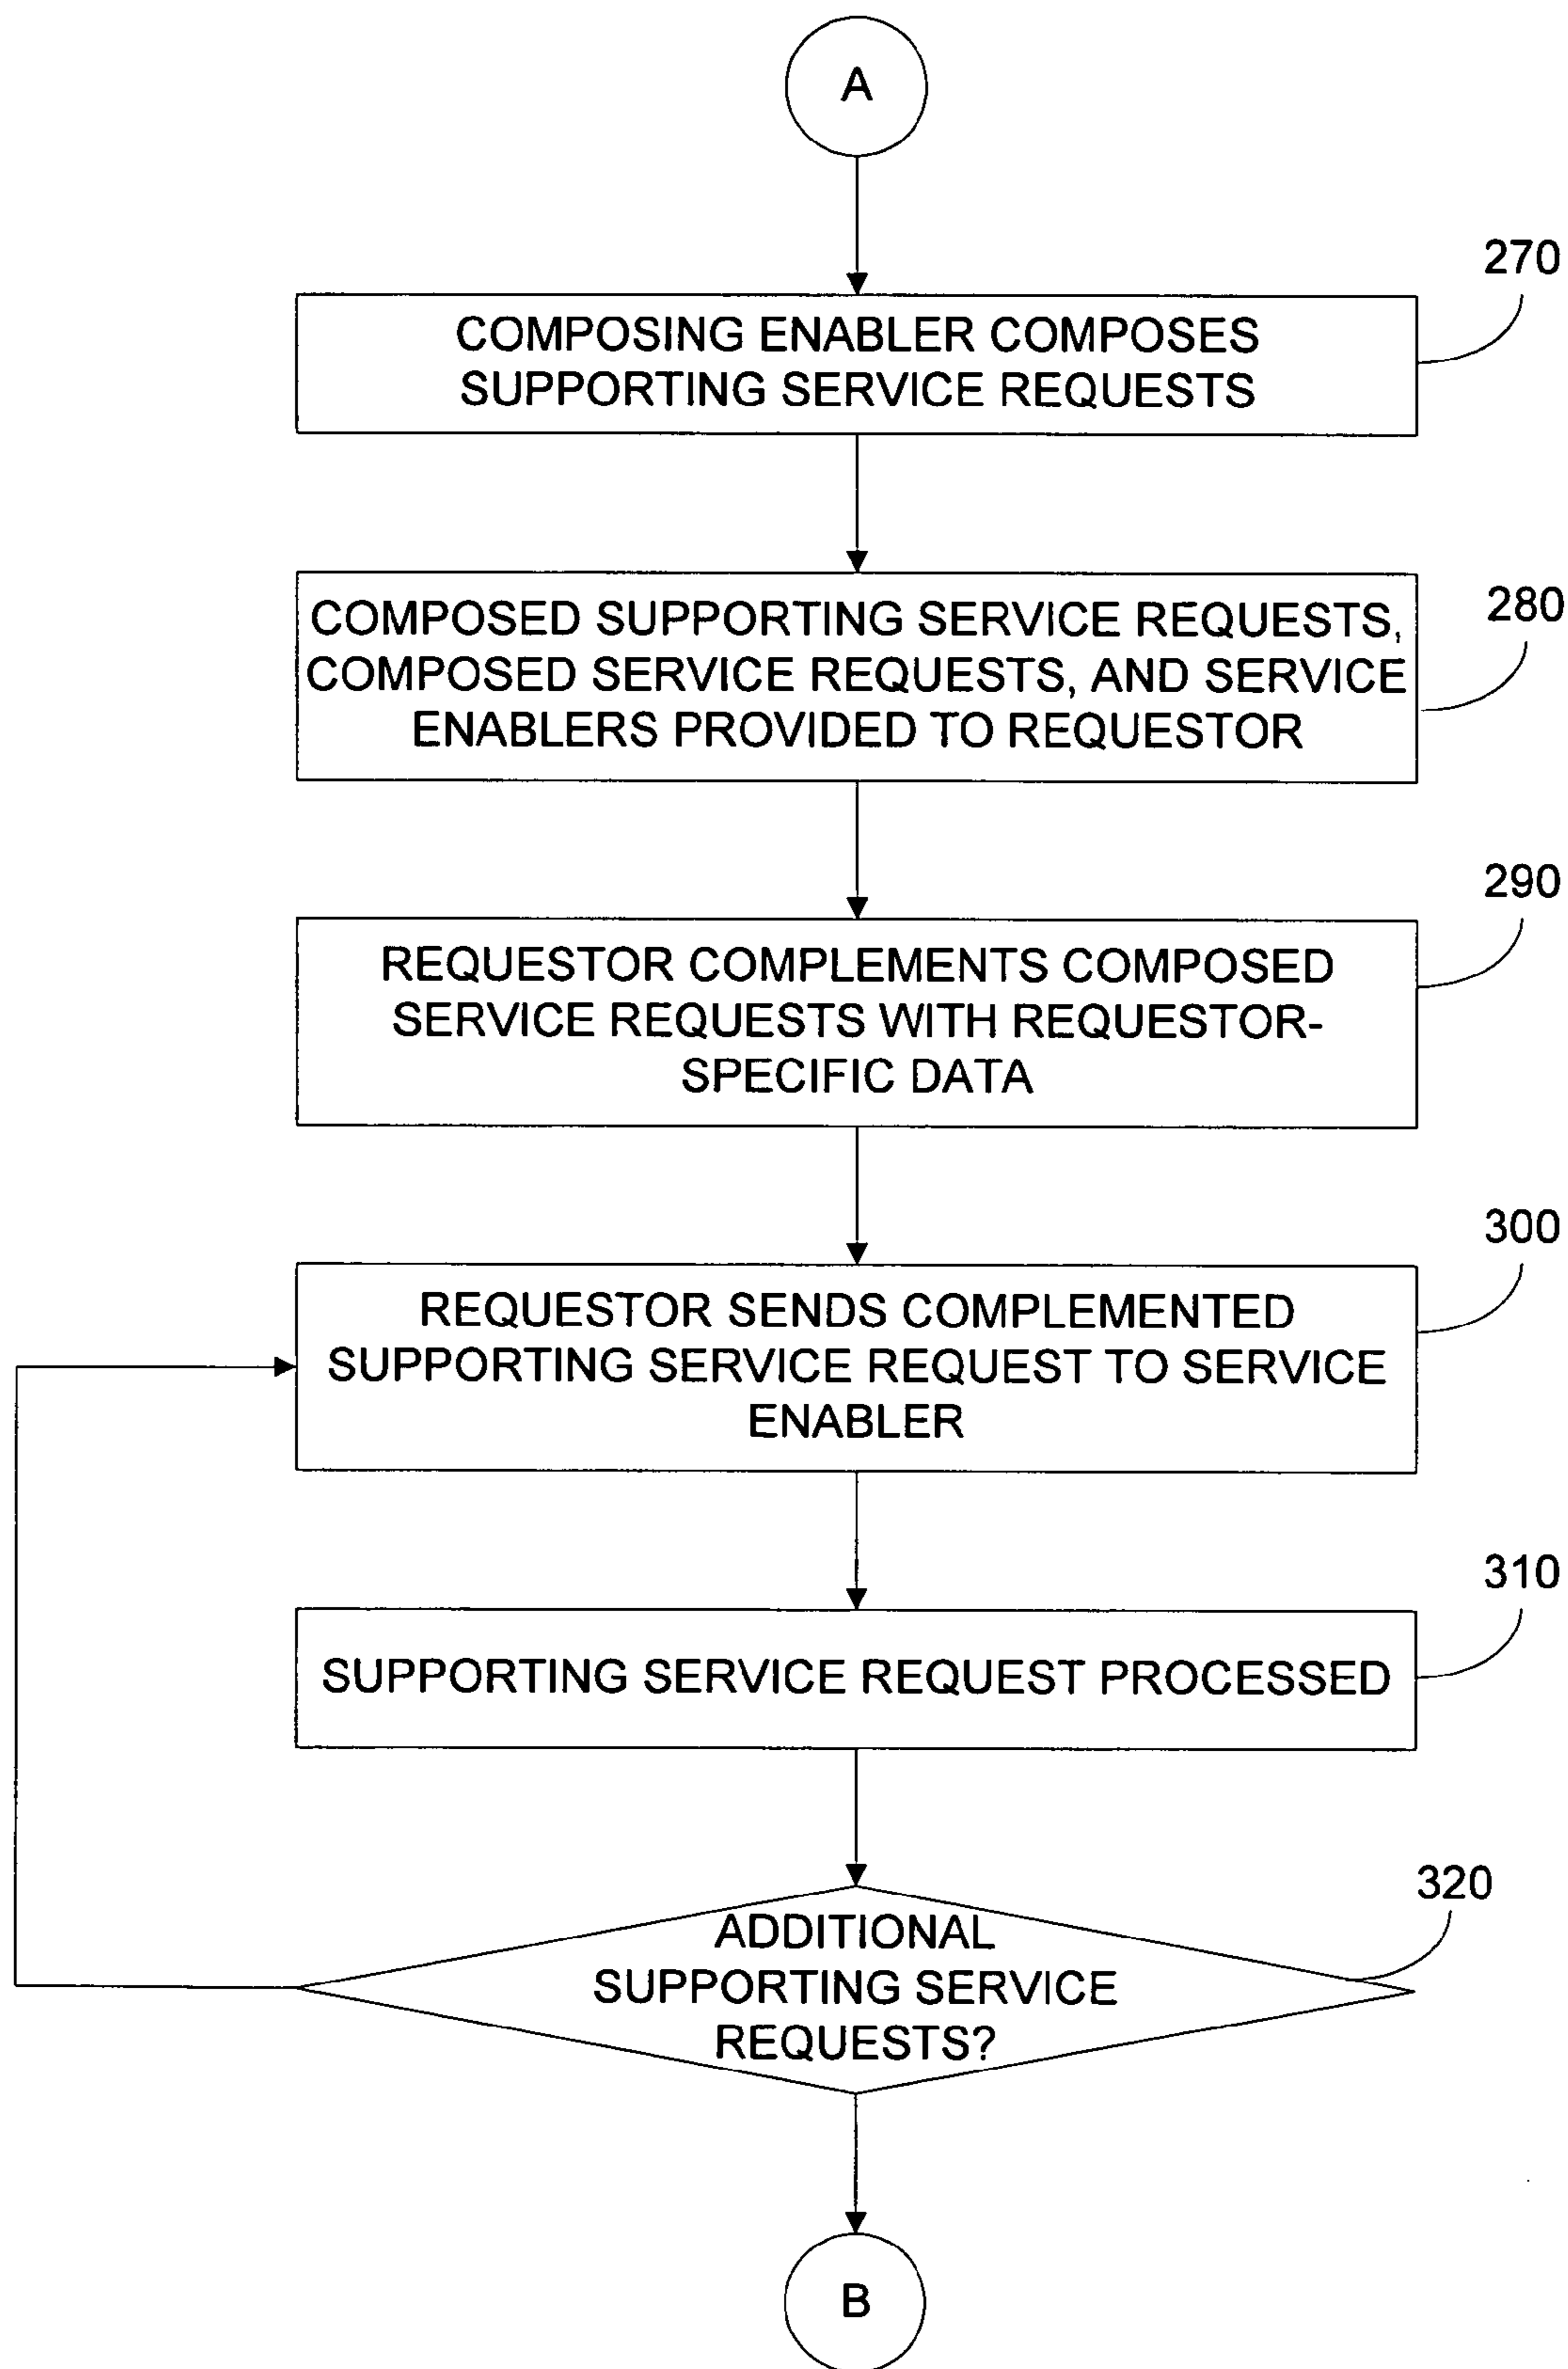 A
270
COMPOSING ENABLER COMPOSES
SUPPORTING SERVICE REQUESTS
280
COMPOSED SUPPORTING SERVICE REQUESTS,
COMPOSED SERVICE REQUESTS, AND SERVICE
ENABLERS PROVIDED TO REQUESTOR
290
REQUESTOR COMPLEMENTS COMPOSED
SERVICE REQUESTS WITH REQUESTOR-
SPECIFIC DATA
300
REQUESTOR SENDS COMPLEMENTED
SUPPORTING SERVICE REQUEST TO SERVICE
ENABLER
310
SUPPORTING SERVICE REQUEST PROCESSED
320
ADDITIONAL
SUPPORTING SERVICE
REQUESTS?
B